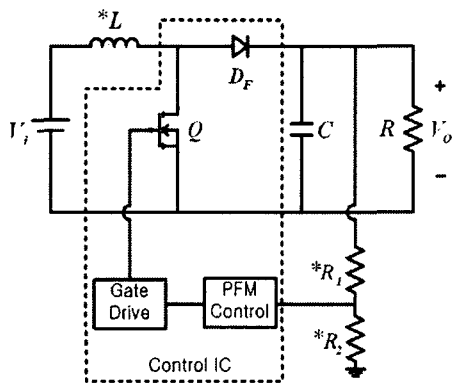 *L
D_F
V_i
Q
C
R
V_o
+
−
*R_1
*R_2
Gate
Drive
PFM
Control
Control IC